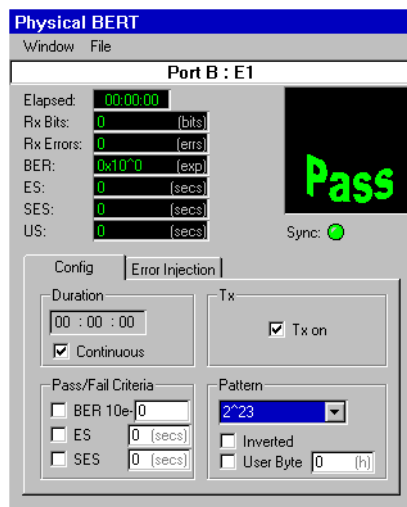 Physical BERT
Window File
Port B : E1
Elapsed: 00:00:00
Rx Bits: 0 (bits)
Rx Errors: 0 (errs)
BER: 0x10^0 (exp)
ES: 0 (secs)
SES: 0 (secs)
US: 0 (secs)
Pass
Sync:
Config Error Injection
Duration
00 : 00 : 00
Continuous
Tx
Tx on
Pass/Fail Criteria
BER 10e- 0
ES 0 (secs)
SES 0 (secs)
Pattern
2^23
Inverted
User Byte 0 (h)